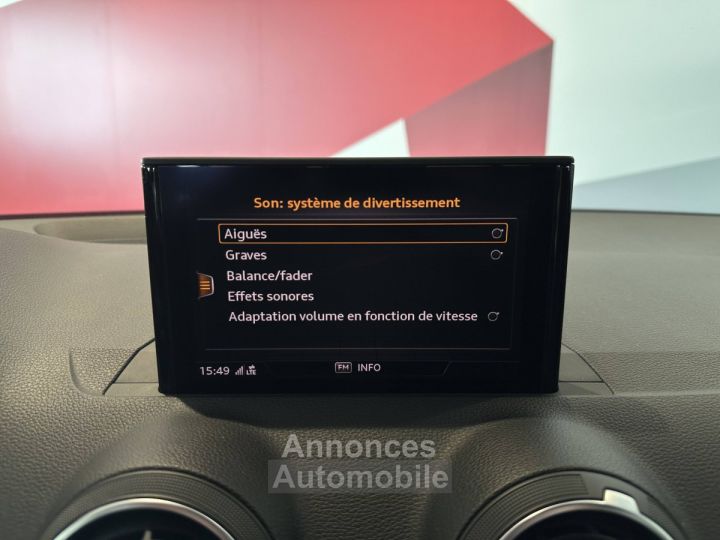 Son: système de divertissement
Aiguës
Graves
Balance/fader
Effets sonores
Adaptation volume en fonction de vitesse
15:49 LTE FM INFO
Annonces
Automobile